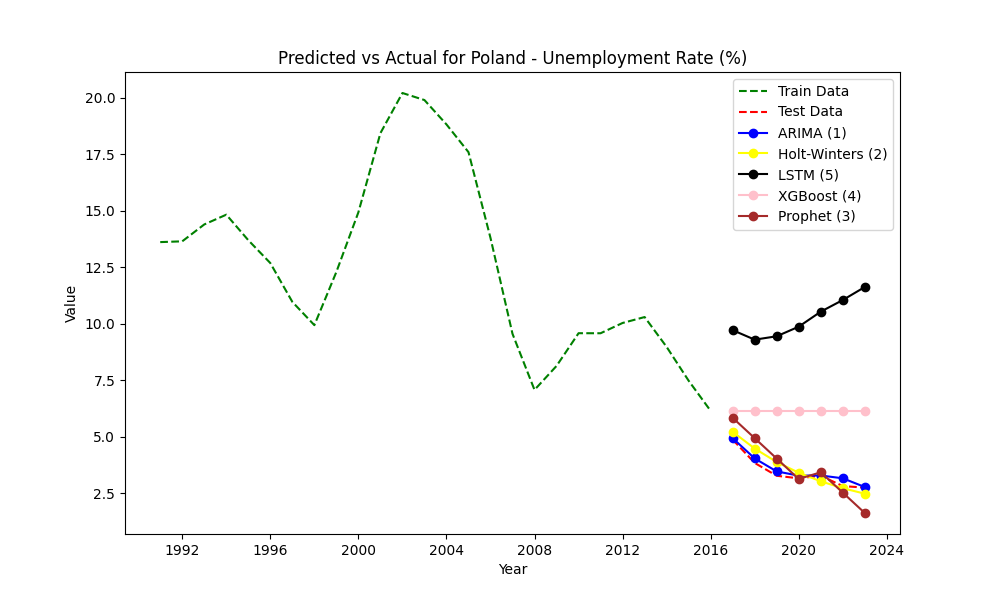 Predicted vs Actual for Poland - Unemployment Rate (%)
20.0
17.5
15.0
12.5
10.0
7.5
5.0
2.5
Value
Train Data
Test Data
ARIMA (1)
Holt-Winters (2)
LSTM (5)
XGBoost (4)
Prophet (3)
1992 1996 2000 2004 2008 2012 2016 2020 2024
Year